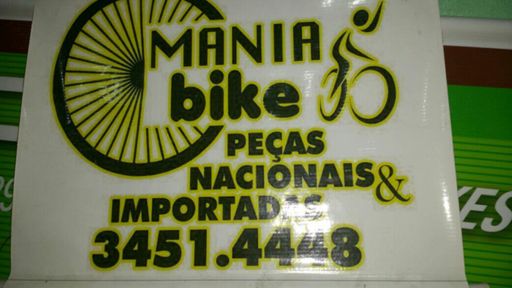 MANIA
bike
PEÇAS
NACIONAIS &
IMPORTADAS
3451.4448